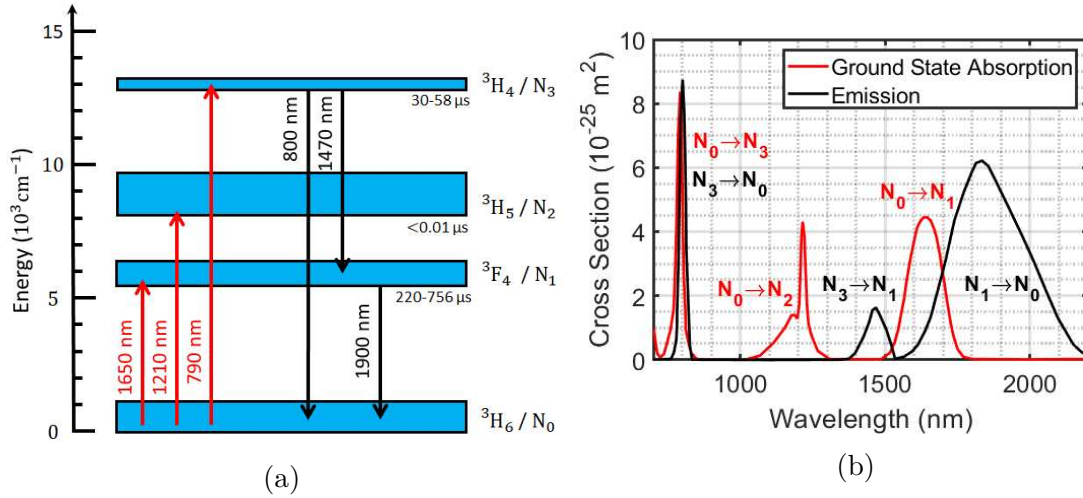 15
10
5
0
Energy (10³ cm⁻¹)
³H₄ / N₃
30-58 µs
³H₅ / N₂
<0.01 µs
³F₄ / N₁
220-756 µs
³H₆ / N₀
1650 nm
1210 nm
790 nm
800 nm
1470 nm
1900 nm
(a)
10
8
6
4
2
0
Cross Section (10⁻²⁵ m²)
Ground State Absorption
Emission
N₀→N₃
N₃→N₀
N₀→N₂
N₃→N₁
N₀→N₁
N₁→N₀
1000
1500
2000
Wavelength (nm)
(b)